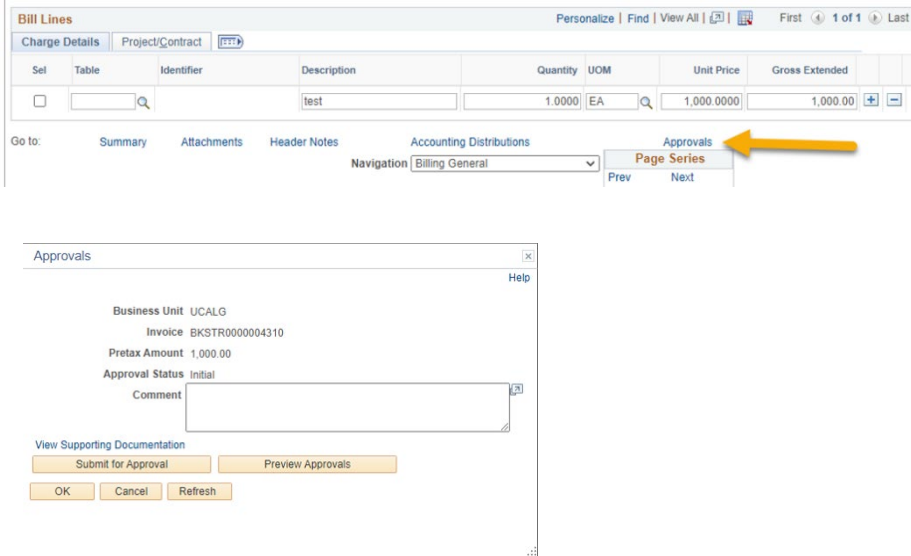 Bill Lines Personalize | Find | View All | | First 1 of 1 Last
Charge Details Project/Contract
Sel Table Identifier Description Quantity UOM Unit Price Gross Extended
test 1.0000 EA 1,000.0000 1,000.00
Go to: Summary Attachments Header Notes Accounting Distributions Approvals
Navigation Billing General Page Series
Prev Next
Approvals
Help
Business Unit UCALG
Invoice BKSTR0000004310
Pretax Amount 1,000.00
Approval Status Initial
Comment
View Supporting Documentation
Submit for Approval Preview Approvals
OK Cancel Refresh